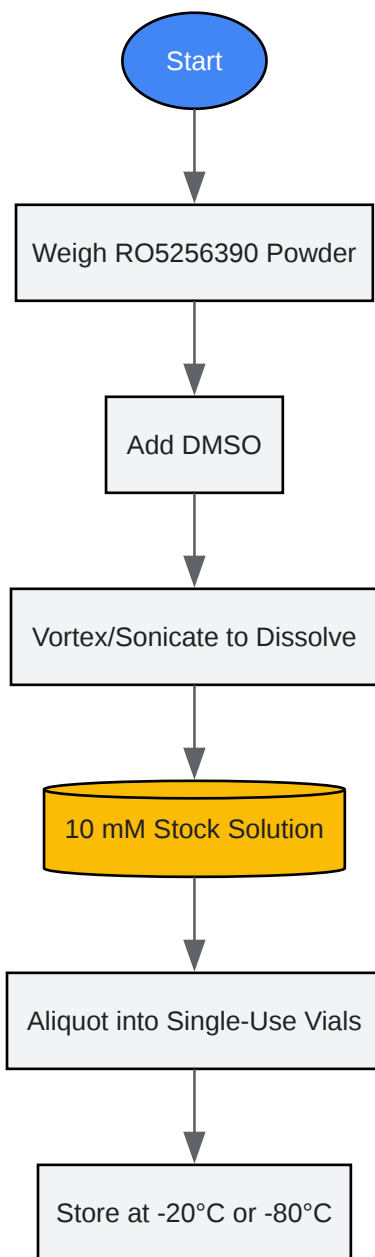 Start
Weigh RO5256390 Powder
Add DMSO
Vortex/Sonicate to Dissolve
10 mM Stock Solution
Aliquot into Single-Use Vials
Store at -20°C or -80°C